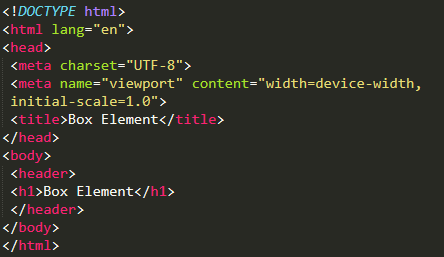 <!DOCTYPE html>
<html lang="en">
<head>
<meta charset="UTF-8">
<meta name="viewport" content="width=device-width,
initial-scale=1.0">
<title>Box Element</title>
</head>
<body>
<header>
<h1>Box Element</h1>
</header>
</body>
</html>